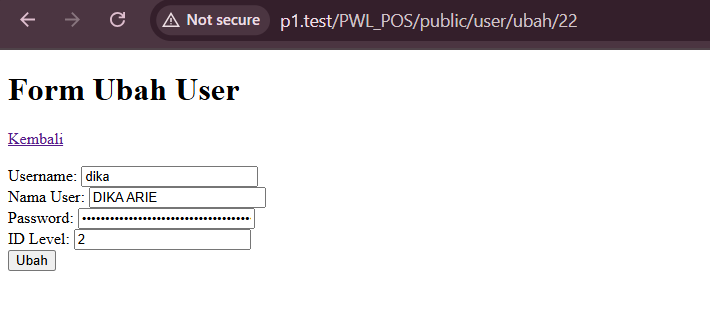 Not secure p1.test/PWL_POS/public/user/ubah/22
Form Ubah User
Kembali
Username: dika
Nama User: DIKA ARIE
Password: ••••••••••••••••••••••••••••••••••••
ID Level: 2
Ubah